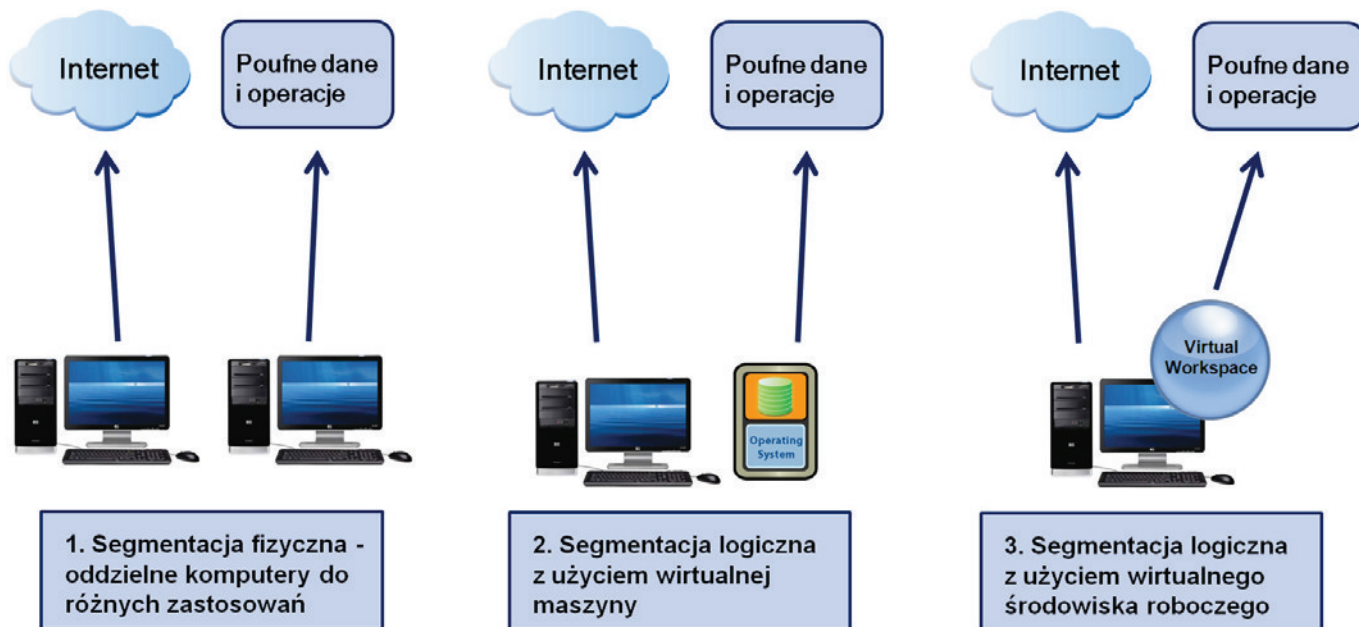 Internet
Poufne dane
i operacje
Internet
Poufne dane
i operacje
Internet
Poufne dane
i operacje
Operating
System
Virtual
Workspace
1. Segmentacja fizyczna -
oddzielne komputery do
różnych zastosowań
2. Segmentacja logiczna
z użyciem wirtualnej
maszyny
3. Segmentacja logiczna
z użyciem wirtualnego
środowiska roboczego